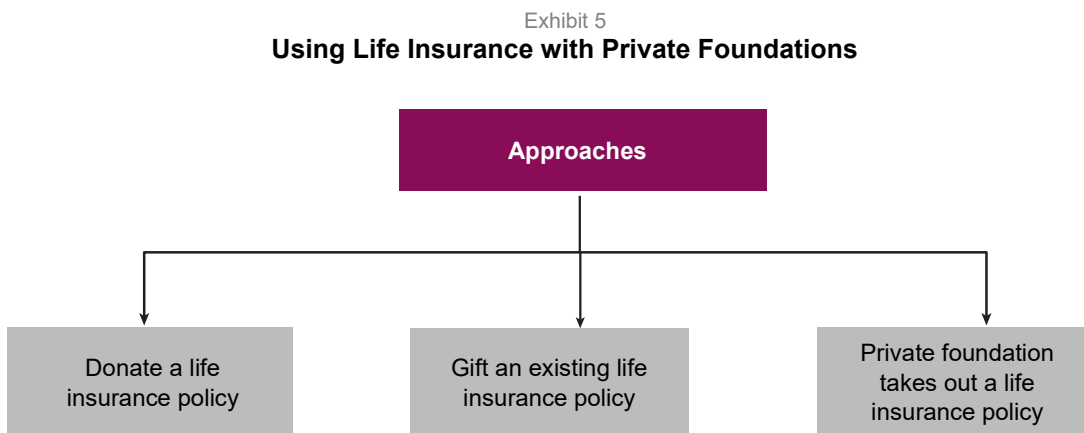 Exhibit 5
Using Life Insurance with Private Foundations
Approaches
Donate a life
insurance policy
Gift an existing life
insurance policy
Private foundation
takes out a life
insurance policy